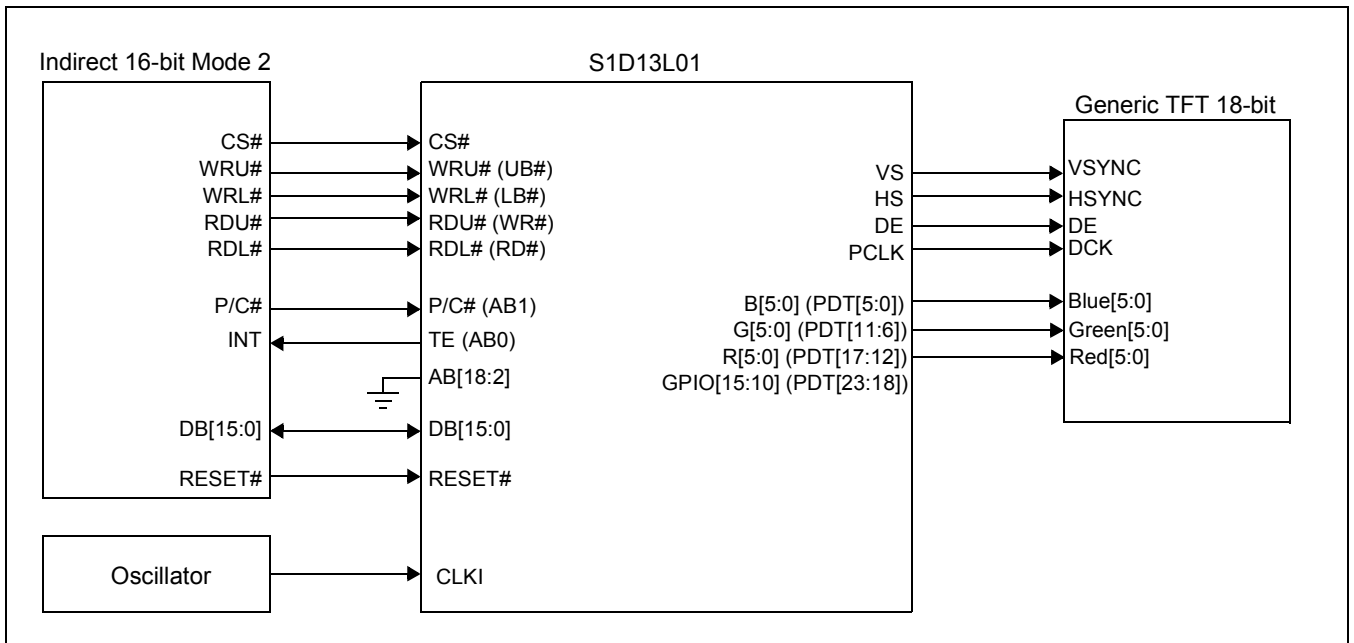 Indirect 16-bit Mode 2
CS#
WRU#
WRL#
RDU#
RDL#
P/C#
INT
DB[15:0]
RESET#
Oscillator
S1D13L01
CS#
WRU# (UB#)
WRL# (LB#)
RDU# (WR#)
RDL# (RD#)
P/C# (AB1)
TE (AB0)
AB[18:2]
DB[15:0]
RESET#
CLKI
VS
HS
DE
PCLK
B[5:0] (PDT[5:0])
G[5:0] (PDT[11:6])
R[5:0] (PDT[17:12])
GPIO[15:10] (PDT[23:18])
Generic TFT 18-bit
VSYNC
HSYNC
DE
DCK
Blue[5:0]
Green[5:0]
Red[5:0]